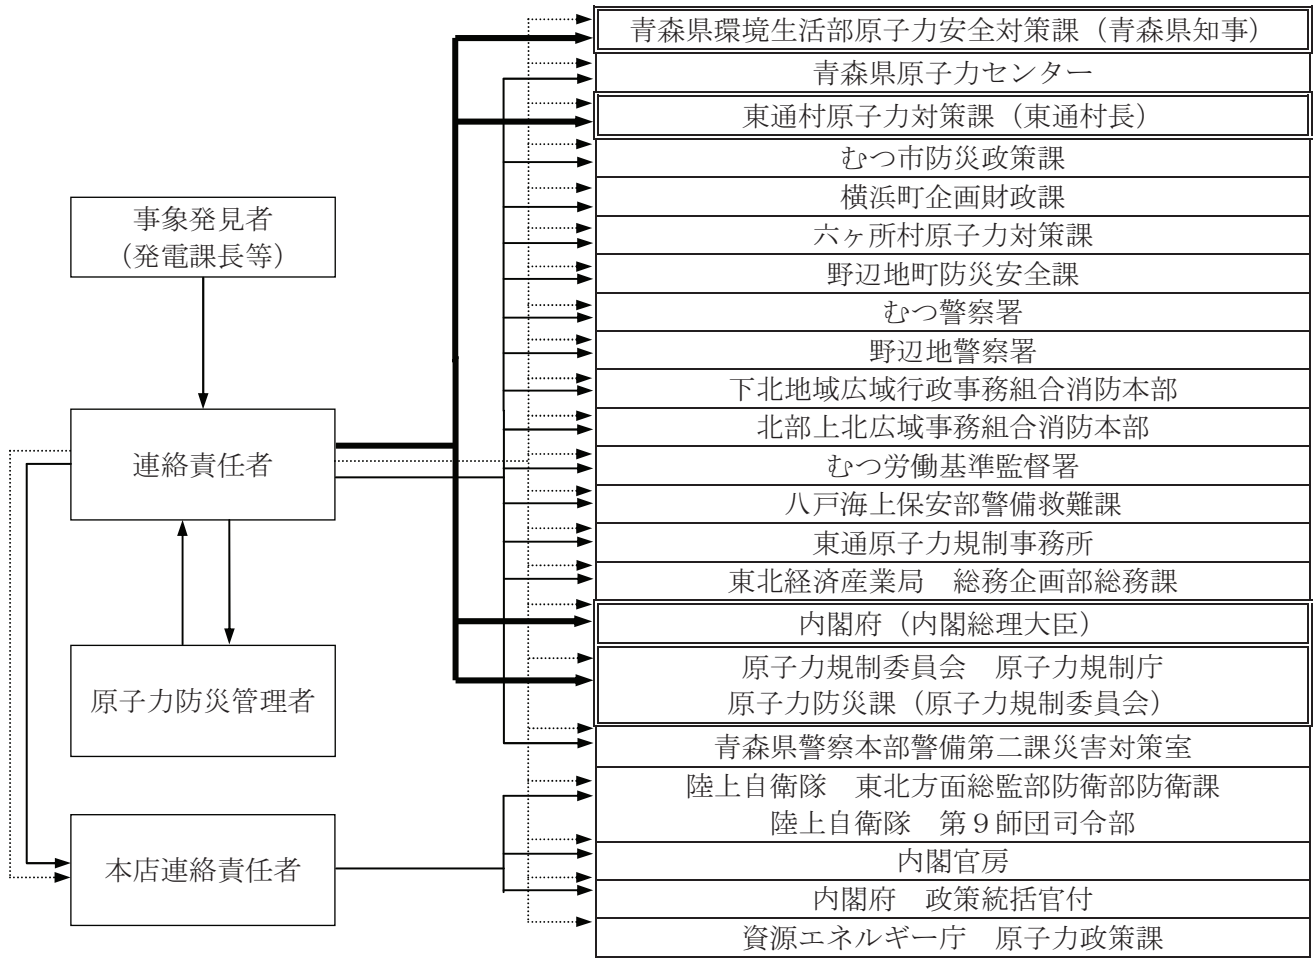 青森県環境生活部原子力安全対策課（青森県知事）
青森県原子力センター
東通村原子力対策課（東通村長）
むつ市防災政策課
横浜町企画財政課
六ヶ所村原子力対策課
野辺地町防災安全課
むつ警察署
野辺地警察署
下北地域広域行政事務組合消防本部
北部上北広域事務組合消防本部
むつ労働基準監督署
八戸海上保安部警備救難課
東通原子力規制事務所
東北経済産業局　総務企画部総務課
内閣府（内閣総理大臣）
原子力規制委員会　原子力規制庁
原子力防災課（原子力規制委員会）
青森県警察本部警備第二課災害対策室
陸上自衛隊　東北方面総監部防衛部防衛課
陸上自衛隊　第９師団司令部
内閣官房
内閣府　政策統括官付
資源エネルギー庁　原子力政策課
事象発見者
（発電課長等）
連絡責任者
原子力防災管理者
本店連絡責任者